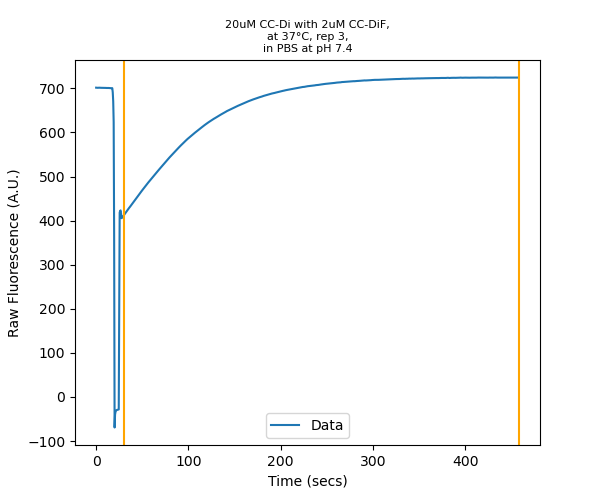 20uM CC-Di with 2uM CC-DiF,
at 37°C, rep 3,
in PBS at pH 7.4
Raw Fluorescence (A.U.)
700
600
500
400
300
200
100
0
−100
0 100 200 300 400
Time (secs)
Data